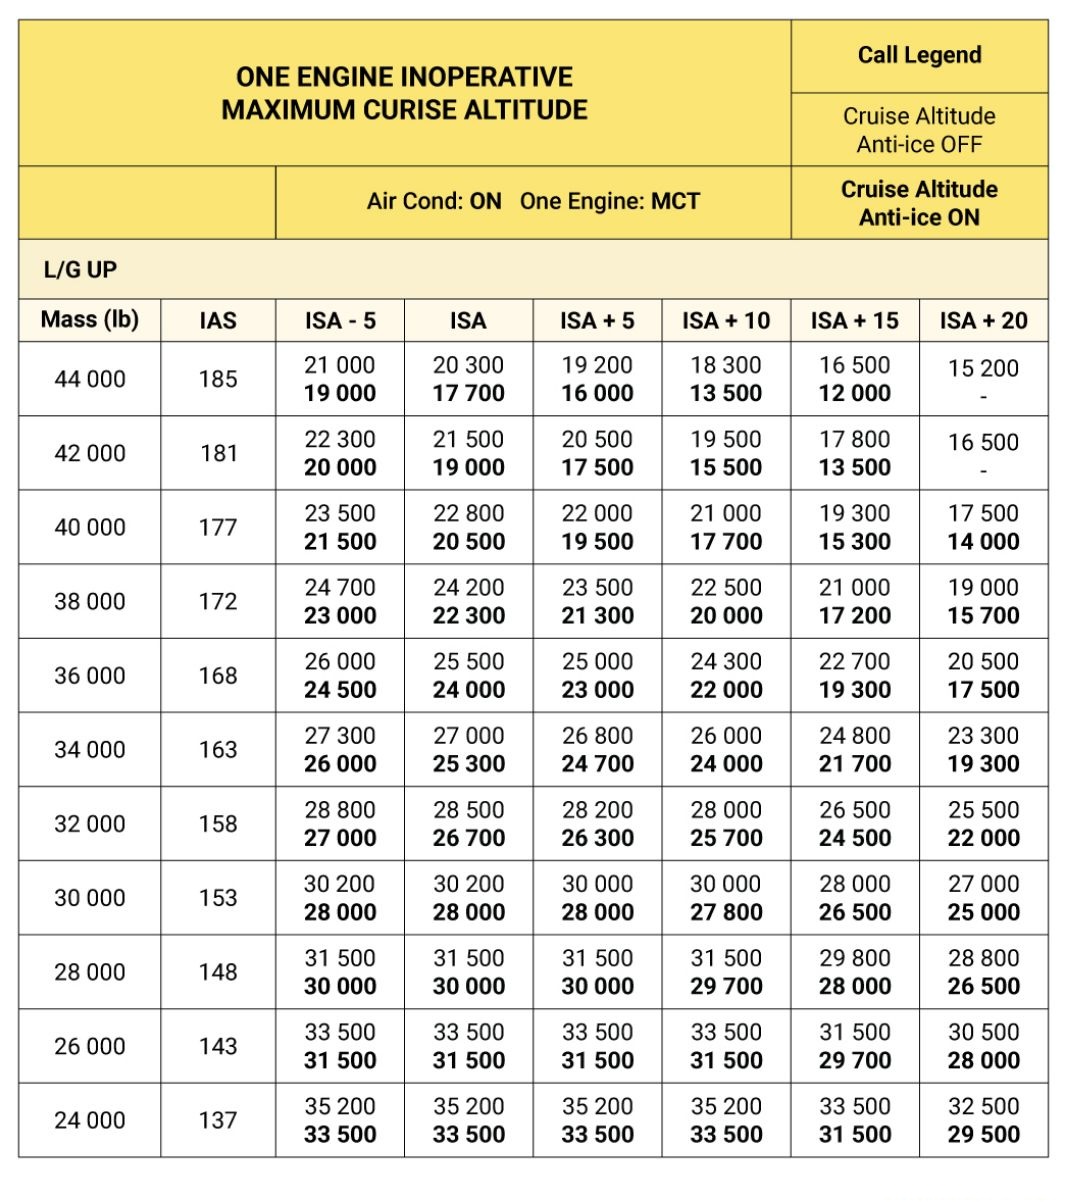 ONE ENGINE INOPERATIVE
MAXIMUM CURISE ALTITUDE
Call Legend
Cruise Altitude
Anti-ice OFF
Air Cond: ON One Engine: MCT
Cruise Altitude
Anti-ice ON
L/G UP
Mass (lb) IAS ISA - 5 ISA ISA + 5 ISA + 10 ISA + 15 ISA + 20
44 000 185 21 000 20 300 19 200 18 300 16 500 15 200
19 000 17 700 16 000 13 500 12 000 -
42 000 181 22 300 21 500 20 500 19 500 17 800 16 500
20 000 19 000 17 500 15 500 13 500 -
40 000 177 23 500 22 800 22 000 21 000 19 300 17 500
21 500 20 500 19 500 17 700 15 300 14 000
38 000 172 24 700 24 200 23 500 22 500 21 000 19 000
23 000 22 300 21 300 20 000 17 200 15 700
36 000 168 26 000 25 500 25 000 24 300 22 700 20 500
24 500 24 000 23 000 22 000 19 300 17 500
34 000 163 27 300 27 000 26 800 26 000 24 800 23 300
26 000 25 300 24 700 24 000 21 700 19 300
32 000 158 28 800 28 500 28 200 28 000 26 500 25 500
27 000 26 700 26 300 25 700 24 500 22 000
30 000 153 30 200 30 200 30 000 30 000 28 000 27 000
28 000 28 000 28 000 27 800 26 500 25 000
28 000 148 31 500 31 500 31 500 31 500 29 800 28 800
30 000 30 000 30 000 29 700 28 000 26 500
26 000 143 33 500 33 500 33 500 33 500 31 500 30 500
31 500 31 500 31 500 31 500 29 700 28 000
24 000 137 35 200 35 200 35 200 35 200 33 500 32 500
33 500 33 500 33 500 33 500 31 500 29 500